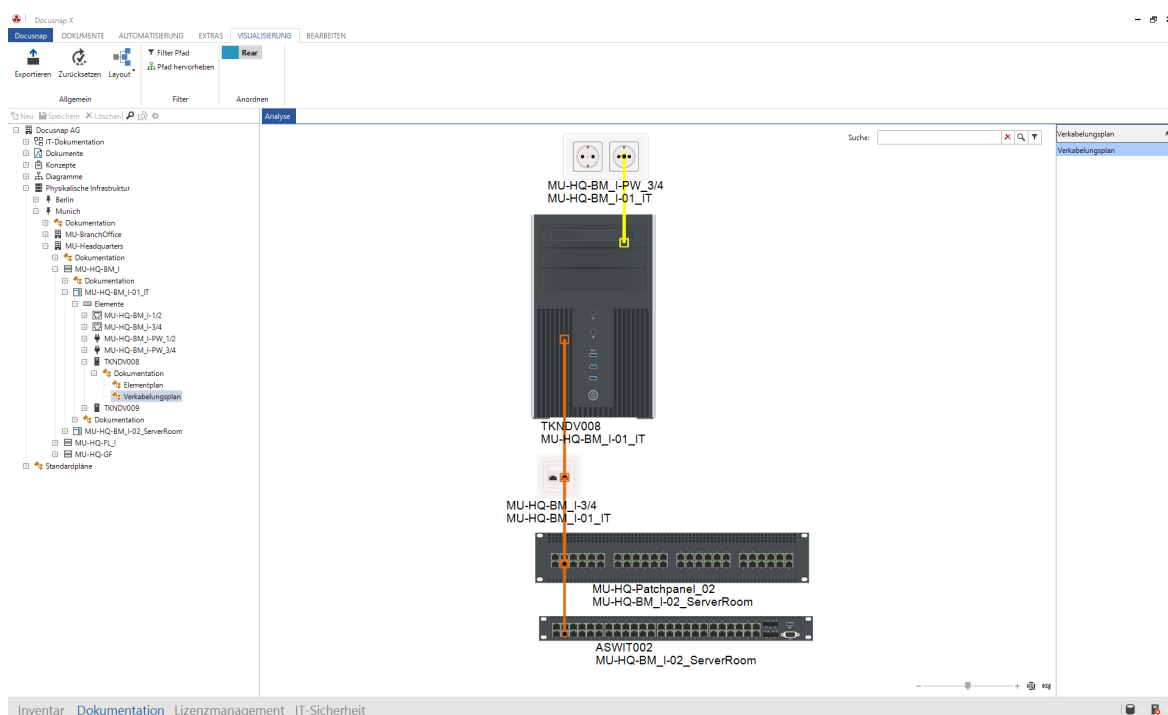 Docusnap X
Docusnap DOKUMENTE AUTOMATISIERUNG EXTRAS VISUALISIERUNG BEARBEITEN
Exportieren Zurücksetzen Layout
Filter Pfad
Pfad hervorheben
Rear
Allgemein Filter Anordnen
Neu Speichern Löschen
Docusnap AG
IT-Dokumentation
Dokumente
Konzepte
Diagramme
Physikalische Infrastruktur
Berlin
Munich
Dokumentation
MU-BranchOffice
MU-Headquarters
Dokumentation
MU-HQ-BM_I
Dokumentation
MU-HQ-BM_I-01_IT
Elemente
MU-HQ-BM_I-1/2
MU-HQ-BM_I-3/4
MU-HQ-BM_I-PW_1/2
MU-HQ-BM_I-PW_3/4
TKNDV008
Dokumentation
Elementplan
Verkabelungsplan
TKNDV009
Dokumentation
MU-HQ-BM_I-02_ServerRoom
MU-HQ-FL_I
MU-HQ-GF
Standardpläne
Analyse
Suche:
MU-HQ-BM_I-PW_3/4
MU-HQ-BM_I-01_IT
TKNDV008
MU-HQ-BM_I-01_IT
MU-HQ-BM_I-3/4
MU-HQ-BM_I-01_IT
MU-HQ-Patchpanel_02
MU-HQ-BM_I-02_ServerRoom
ASWIT002
MU-HQ-BM_I-02_ServerRoom
Verkabelungsplan
Verkabelungsplan
Inventar Dokumentation Lizenzmanagement IT-Sicherheit